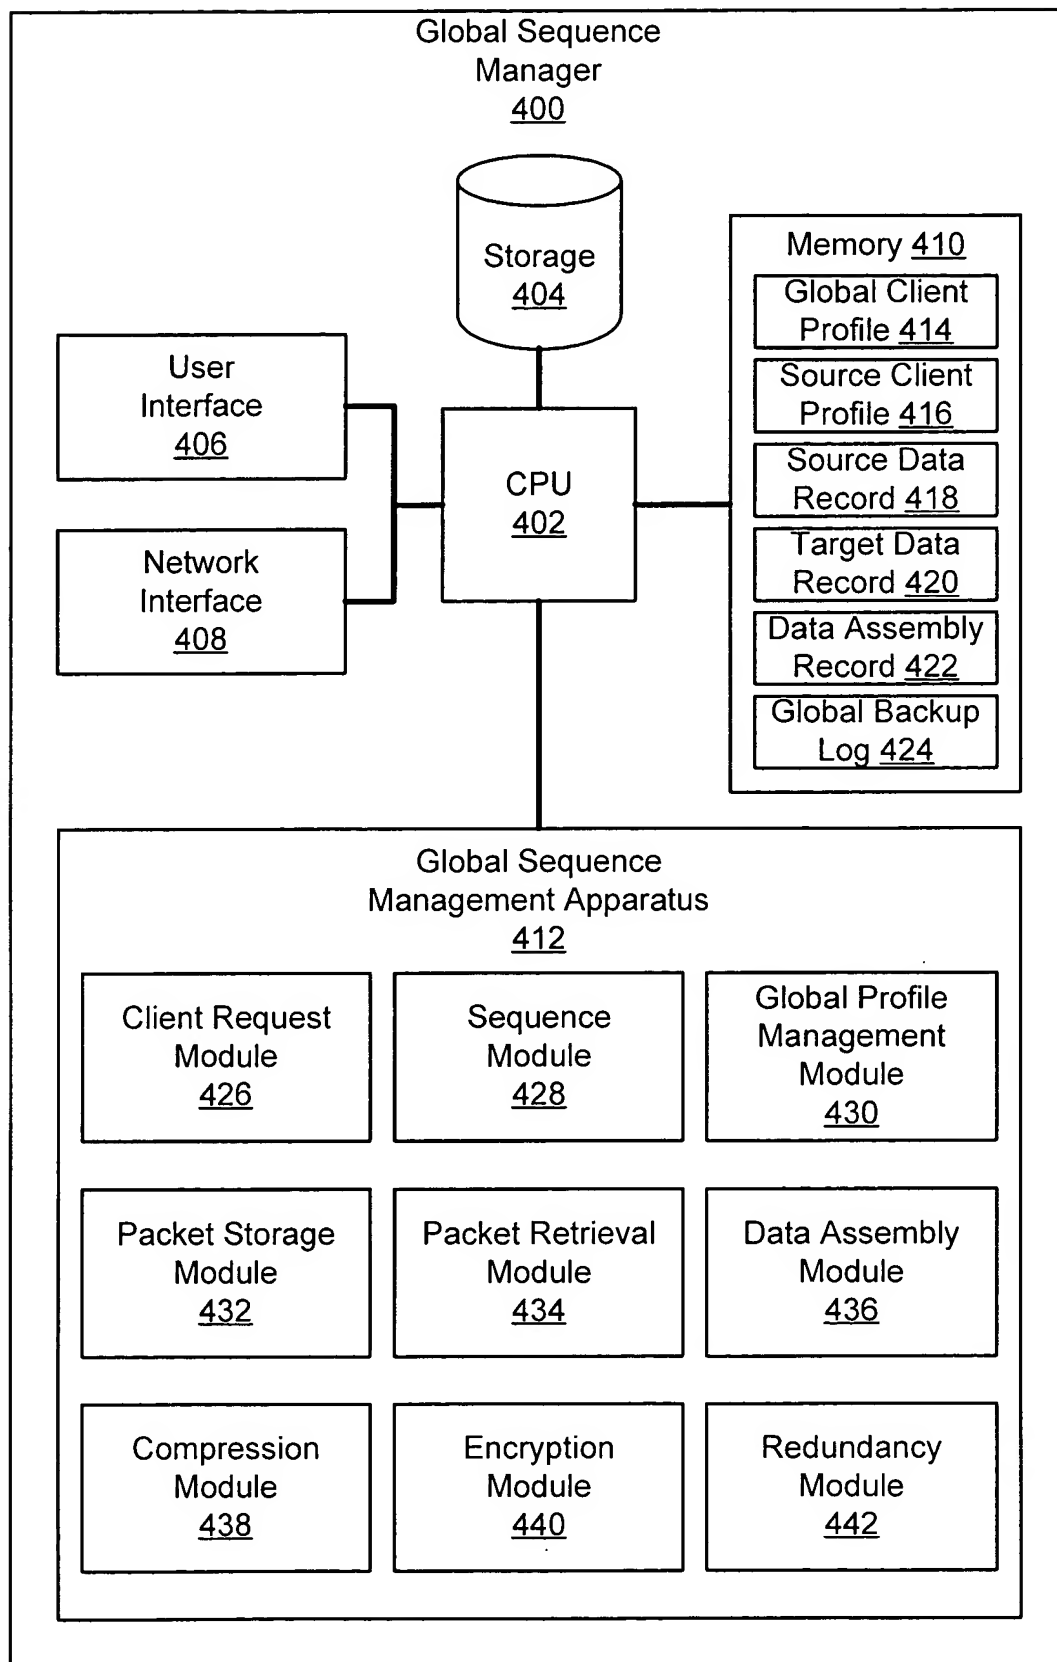 Global Sequence
Manager
400
Storage
404
Memory 410
Global Client
Profile 414
Source Client
Profile 416
Source Data
Record 418
Target Data
Record 420
Data Assembly
Record 422
Global Backup
Log 424
User
Interface
406
CPU
402
Network
Interface
408
Global Sequence
Management Apparatus
412
Client Request
Module
426
Sequence
Module
428
Global Profile
Management
Module
430
Packet Storage
Module
432
Packet Retrieval
Module
434
Data Assembly
Module
436
Compression
Module
438
Encryption
Module
440
Redundancy
Module
442